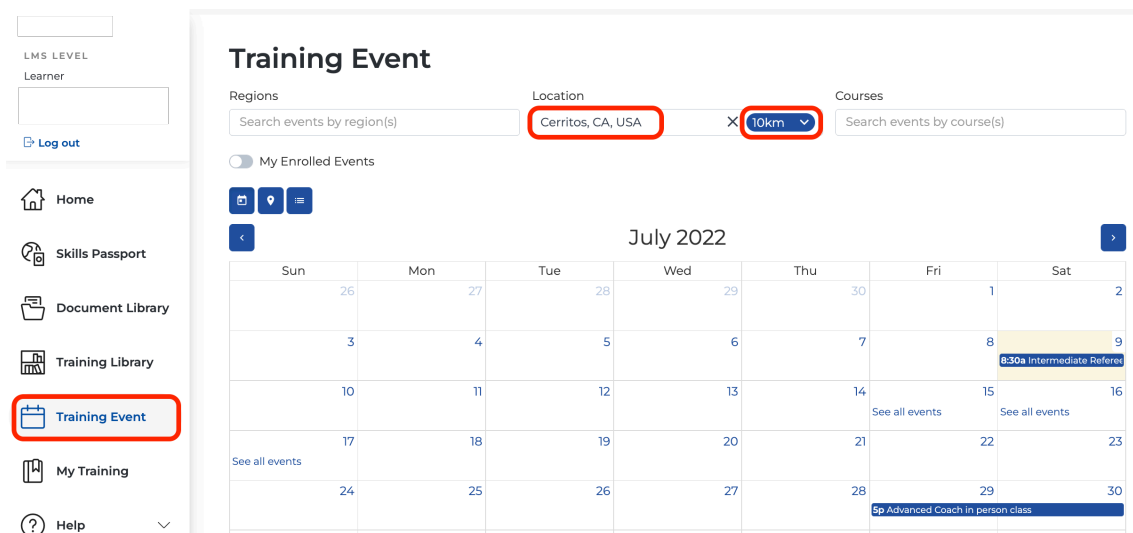 LMS LEVEL
Learner
Log out
Home
Skills Passport
Document Library
Training Library
Training Event
My Training
Help
Training Event
Regions Location Courses
Search events by region(s) Cerritos, CA, USA 10km Search events by course(s)
My Enrolled Events
July 2022
Sun Mon Tue Wed Thu Fri Sat
26 27 28 29 30 1 2
3 4 5 6 7 8 9
8:30a Intermediate Referee
10 11 12 13 14 15 16
See all events See all events
17 18 19 20 21 22 23
See all events
24 25 26 27 28 29 30
5p Advanced Coach in person class